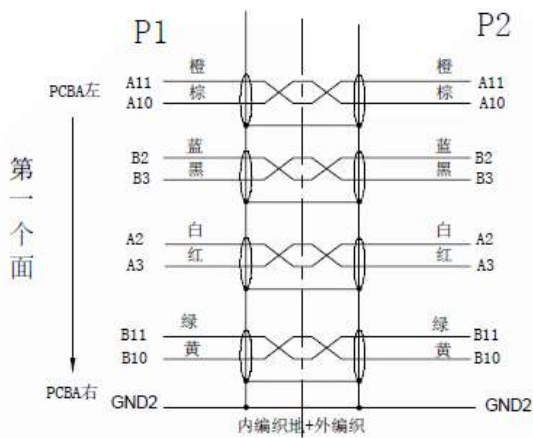 P1 P2
橙 橙
A11 A11
PCBA左 棕 棕
A10 A10
蓝 蓝
B2 B2
黑 黑
B3 B3
第一个面
白 白
A2 A2
红 红
A3 A3
绿 绿
B11 B11
黄 黄
B10 B10
PCBA右
GND2 GND2
内编织地+外编织